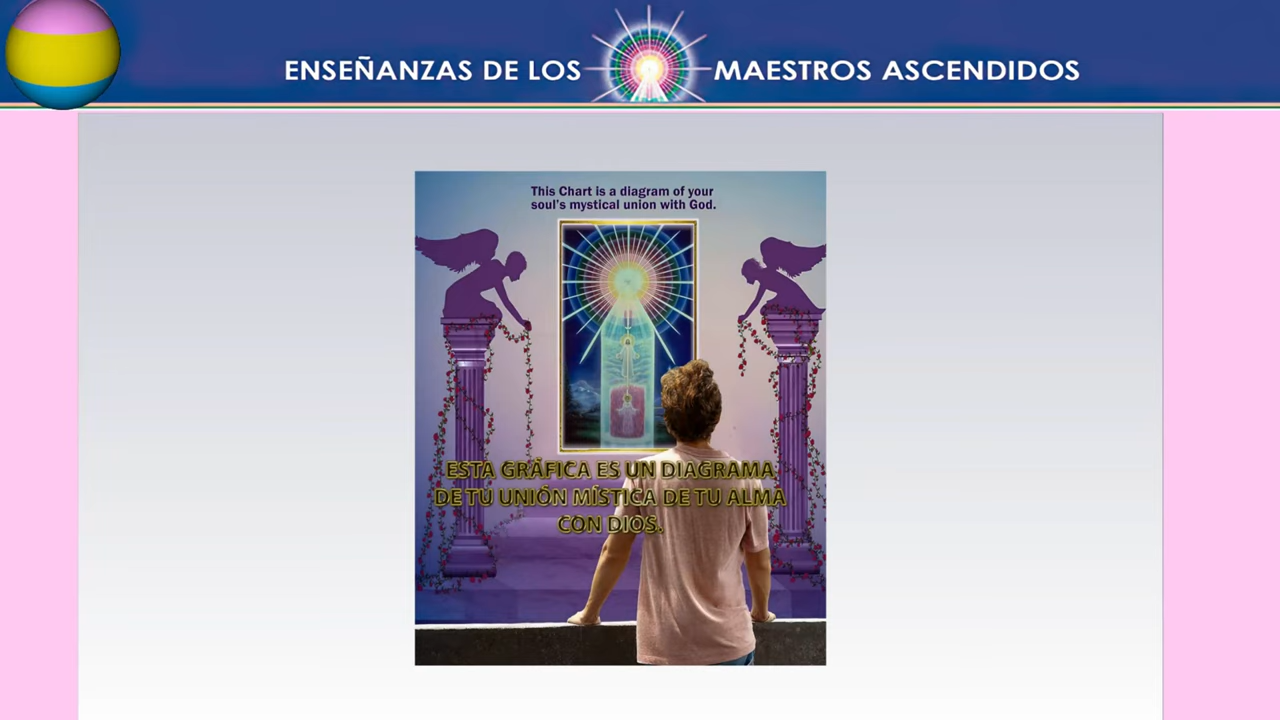 ENSEÑANZAS DE LOS MAESTROS ASCENDIDOS
This Chart is a diagram of your
soul's mystical union with God.
ESTA GRÁFICA ES UN DIAGRAMA
DE TU UNIÓN MÍSTICA DE TU ALMA
CON DIOS.